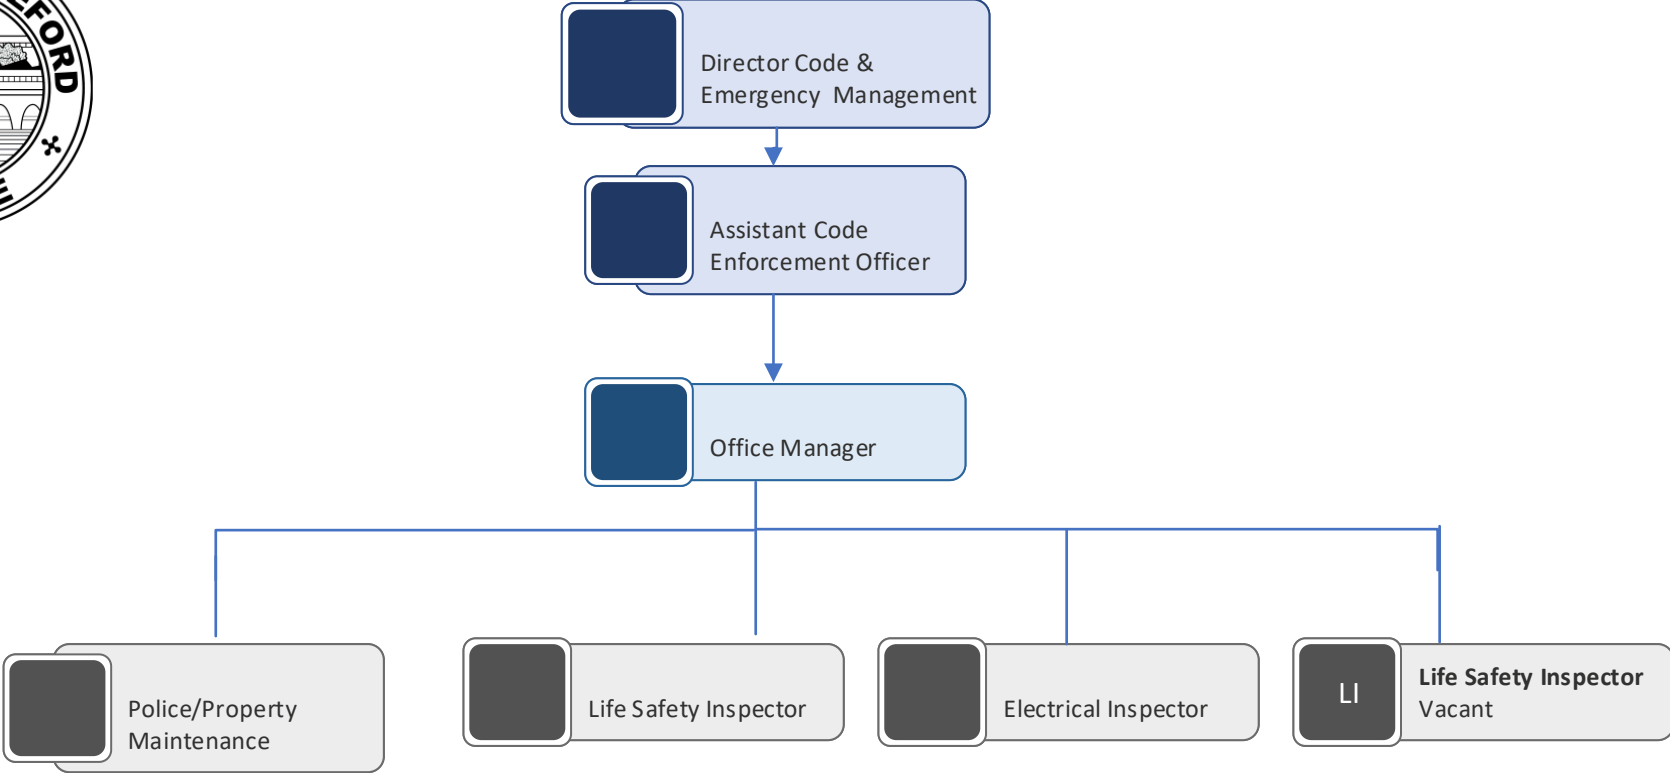 EFORD
Director Code &
Emergency Management
Assistant Code
Enforcement Officer
Office Manager
Police/Property
Maintenance
Life Safety Inspector
Electrical Inspector
LI
Life Safety Inspector
Vacant